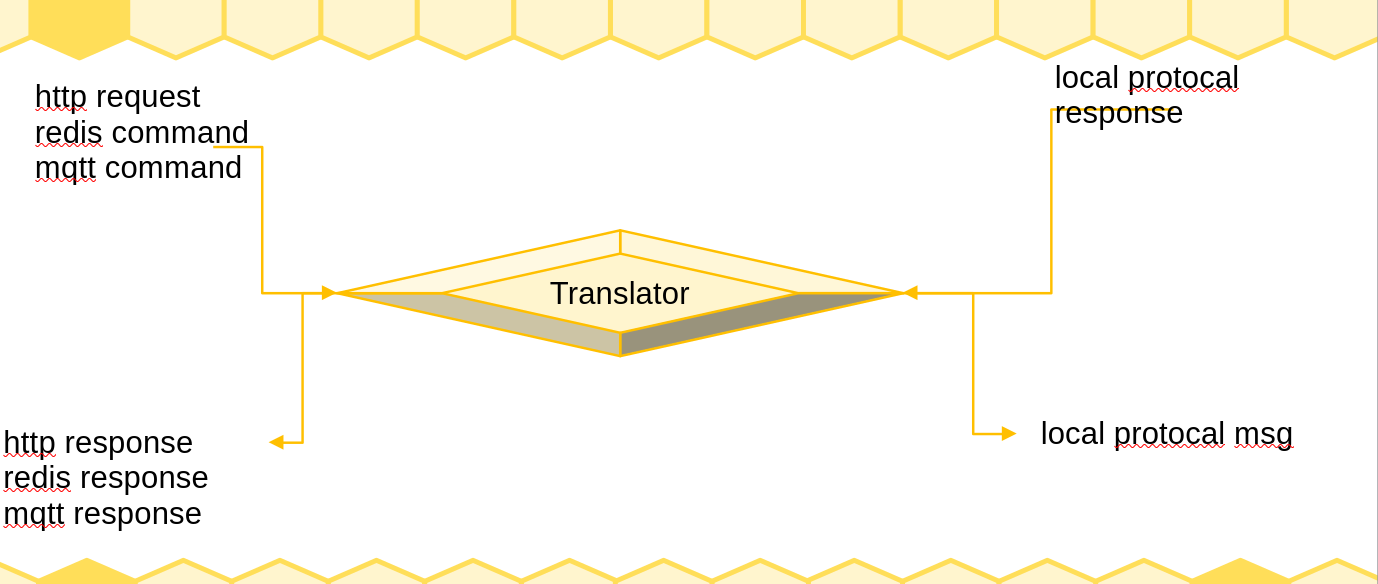 http request
redis command
mqtt command
local protocal
response
Translator
http response
redis response
mqtt response
local protocal msg